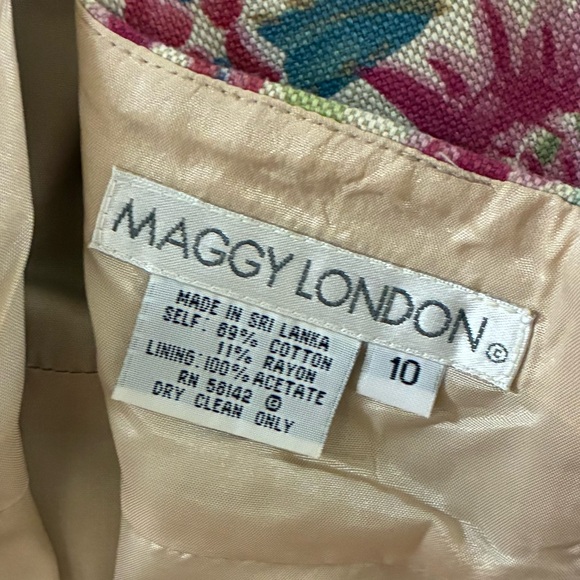 MAGGY LONDON©
MADE IN SRI LANKA
SELF: 89% COTTON
11% RAYON
LINING: 100% ACETATE
RN 58142 ©
DRY CLEAN ONLY
10